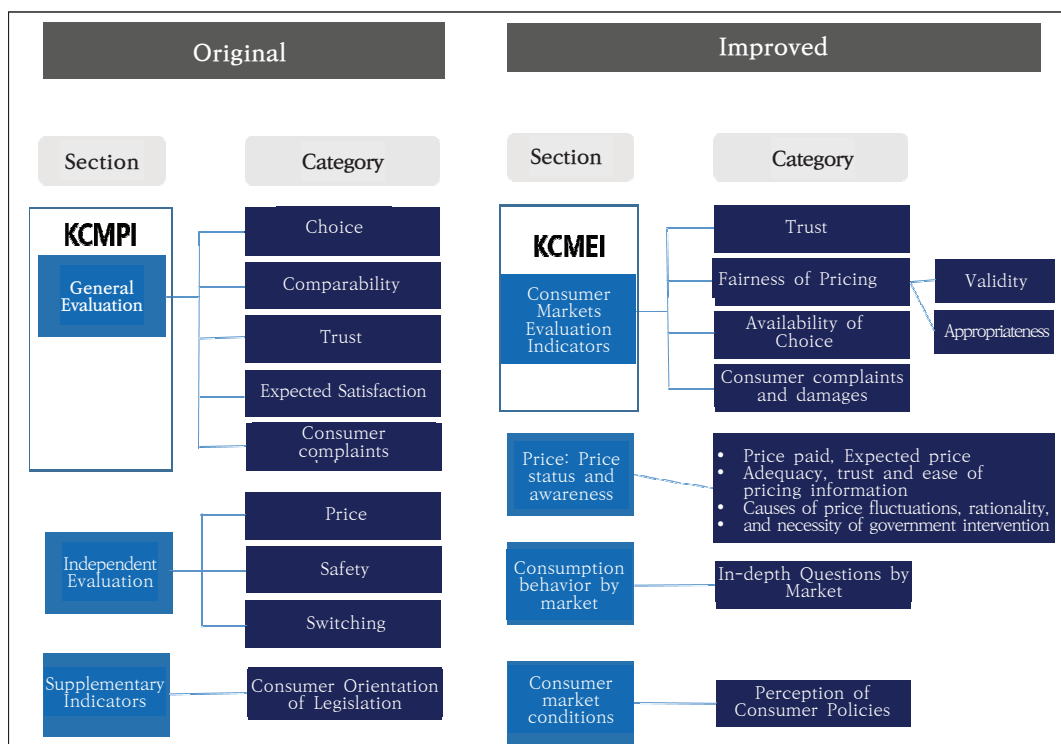 Original
Section
Category
KCMPI
General
Evaluation
Choice
Comparability
Trust
Expected Satisfaction
Consumer
complaints
Independent
Evaluation
Price
Safety
Switching
Supplementary
Indicators
Consumer Orientation
of Legislation
Improved
Section
Category
KCMEI
Consumer
Markets
Evaluation
Indicators
Trust
Fairness of Pricing
Validity
Appropriateness
Availability of
Choice
Consumer complaints
and damages
Price: Price
status and
awareness
• Price paid, Expected price
• Adequacy, trust and ease of
pricing information
• Causes of price fluctuations, rationality,
• and necessity of government intervention
Consumption
behavior by
market
In-depth Questions by
Market
Consumer
market
conditions
Perception of
Consumer Policies